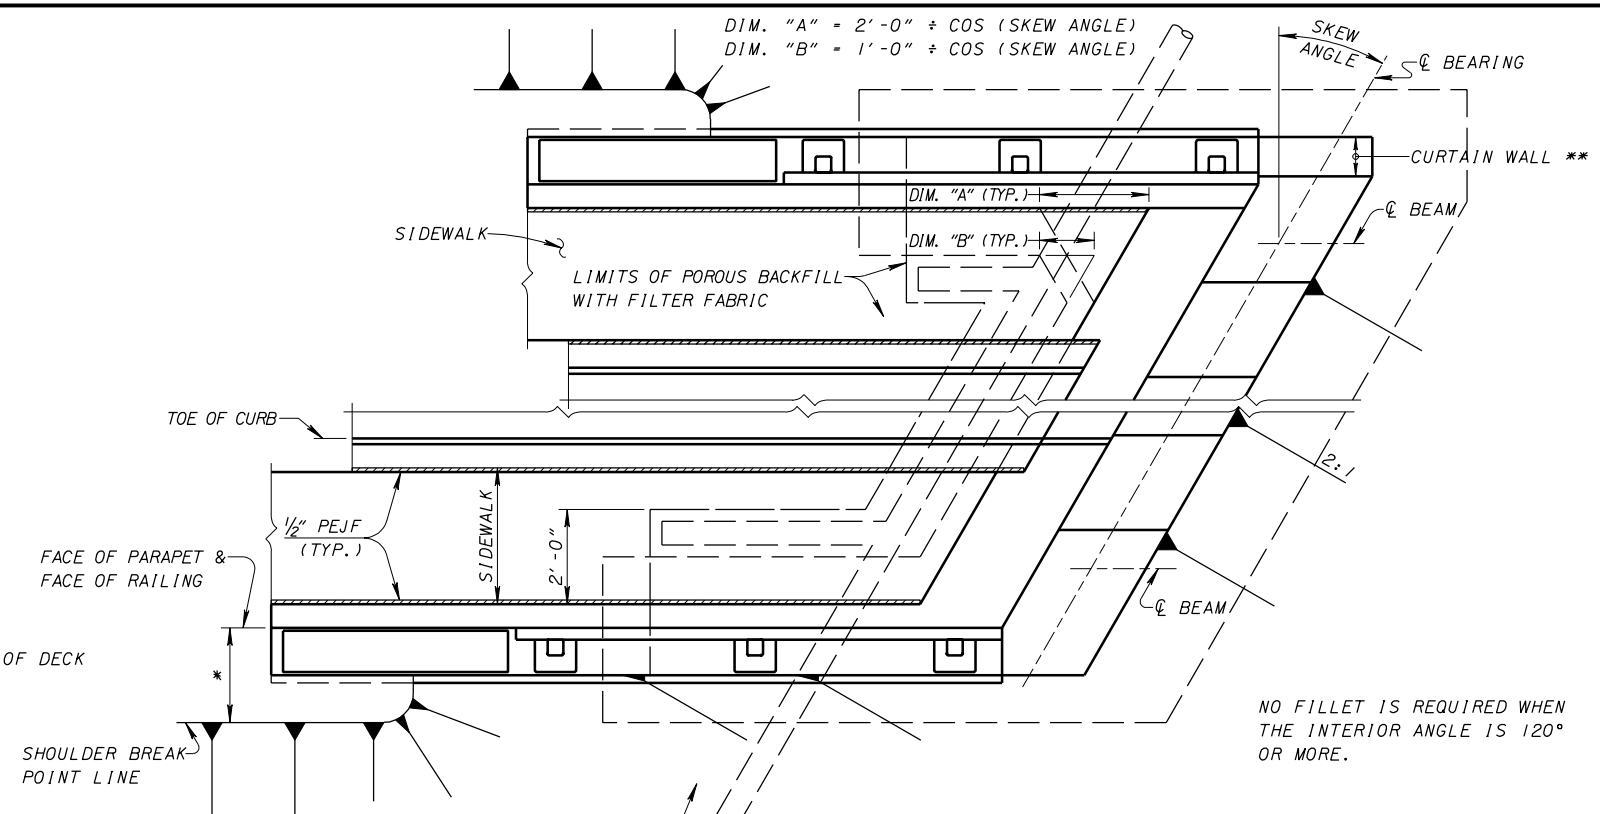 DIM. "A" = 2'-0" ÷ COS (SKEW ANGLE)
DIM. "B" = 1'-0" ÷ COS (SKEW ANGLE)
SKEW
ANGLE
℄ BEARING
CURTAIN WALL **
DIM. "A" (TYP.)
℄ BEAM
SIDEWALK
DIM. "B" (TYP.)
LIMITS OF POROUS BACKFILL
WITH FILTER FABRIC
TOE OF CURB
2:1
½" PEJF
(TYP.)
SIDEWALK
2'-0"
FACE OF PARAPET &
FACE OF RAILING
℄ BEAM
OF DECK
*
NO FILLET IS REQUIRED WHEN
THE INTERIOR ANGLE IS 120°
OR MORE.
SHOULDER BREAK
POINT LINE